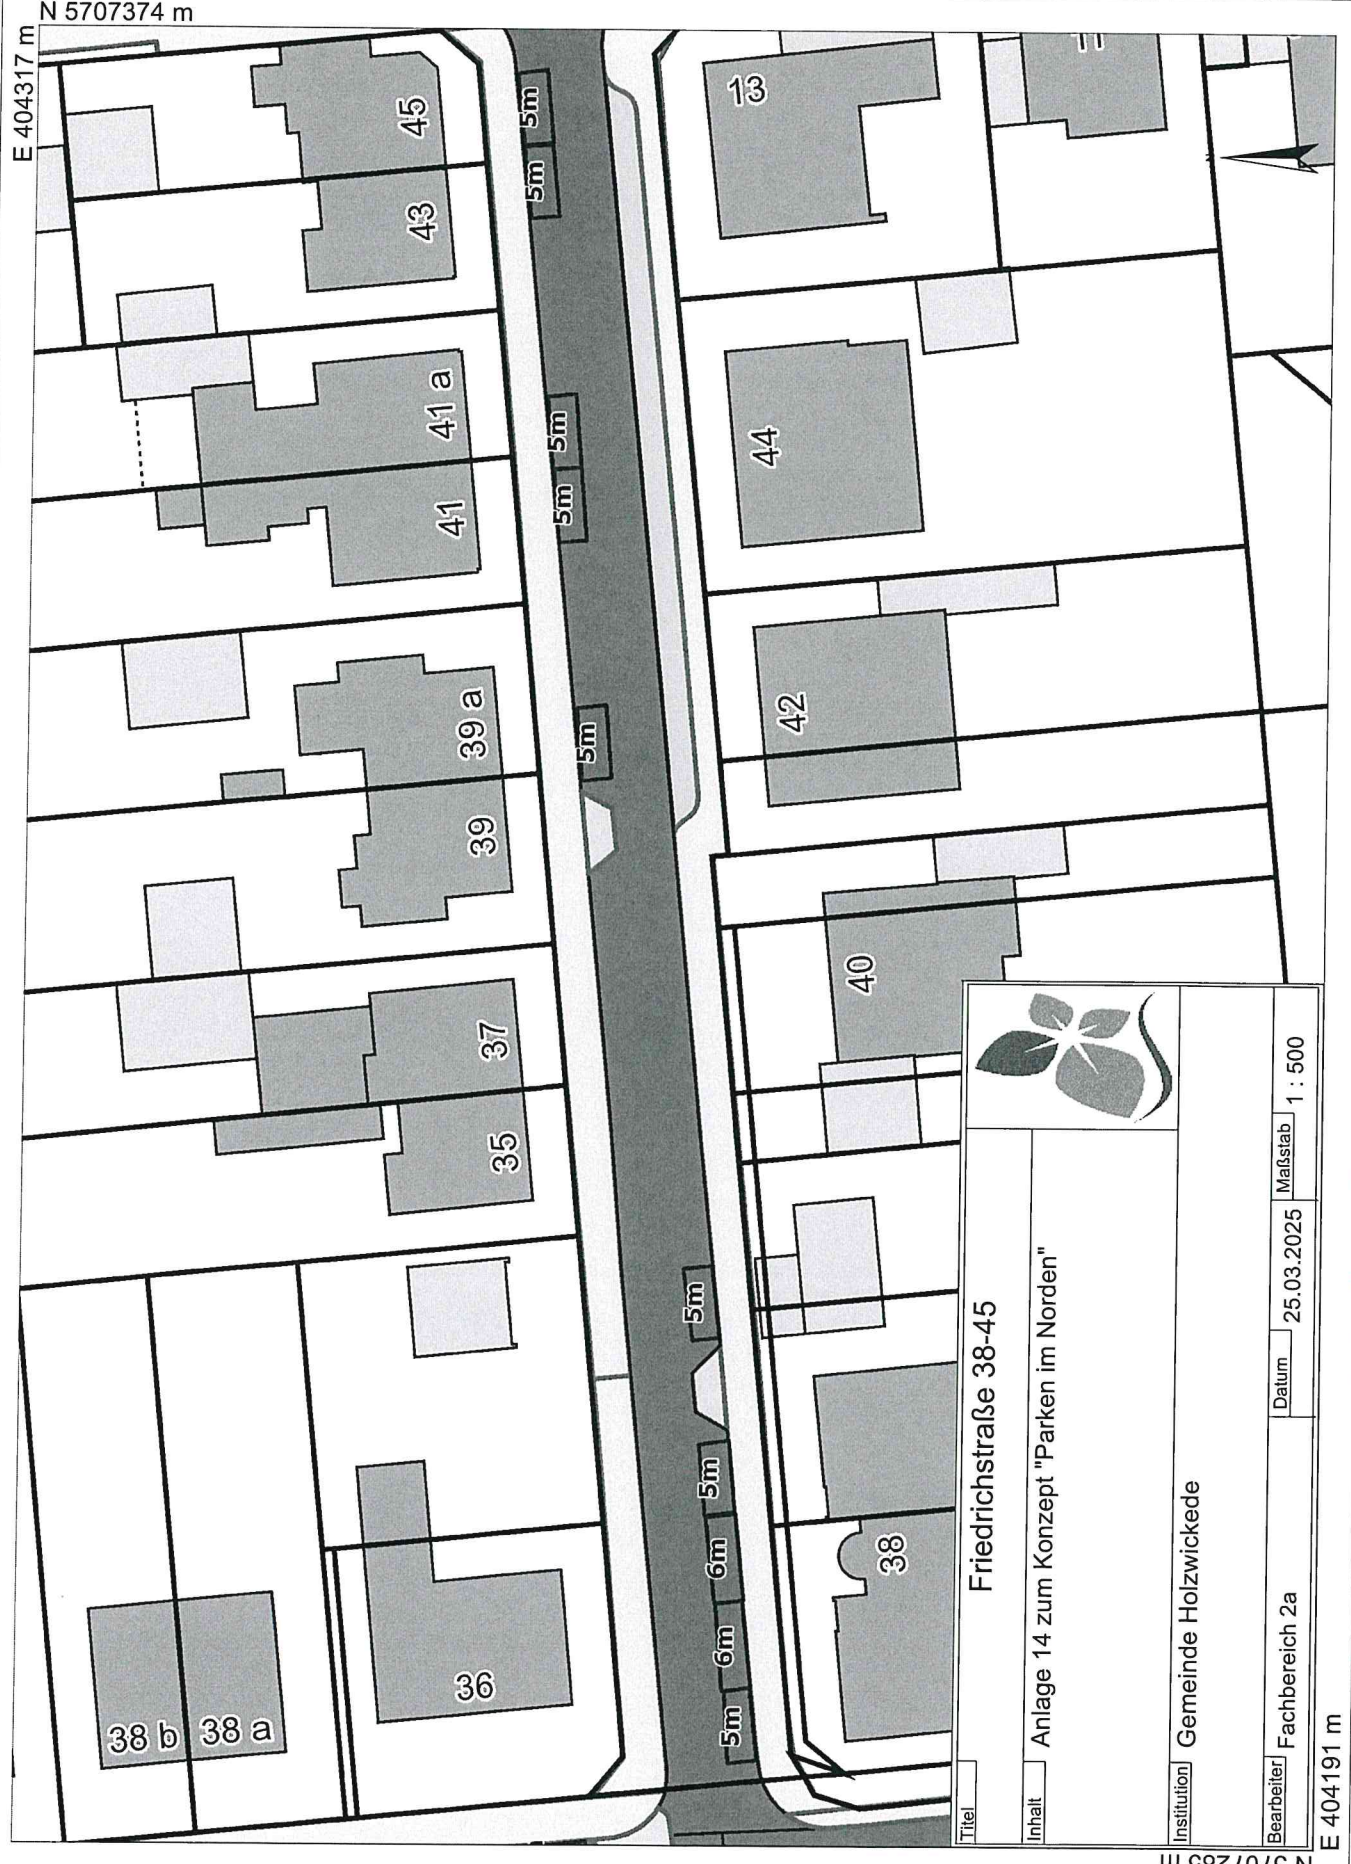 N 5707374 m
E 404317 m
45
43
41 a
41
39 a
39
37
35
36
38 a
38 b
13
44
42
40
38
5m
5m
5m
5m
5m
5m
5m
6m
6m
5m
Titel
Friedrichstraße 38-45
Inhalt
Anlage 14 zum Konzept "Parken im Norden"
Institution
Gemeinde Holzwickede
Bearbeiter
Fachbereich 2a
Datum
25.03.2025
Maßstab
1 : 500
E 404191 m